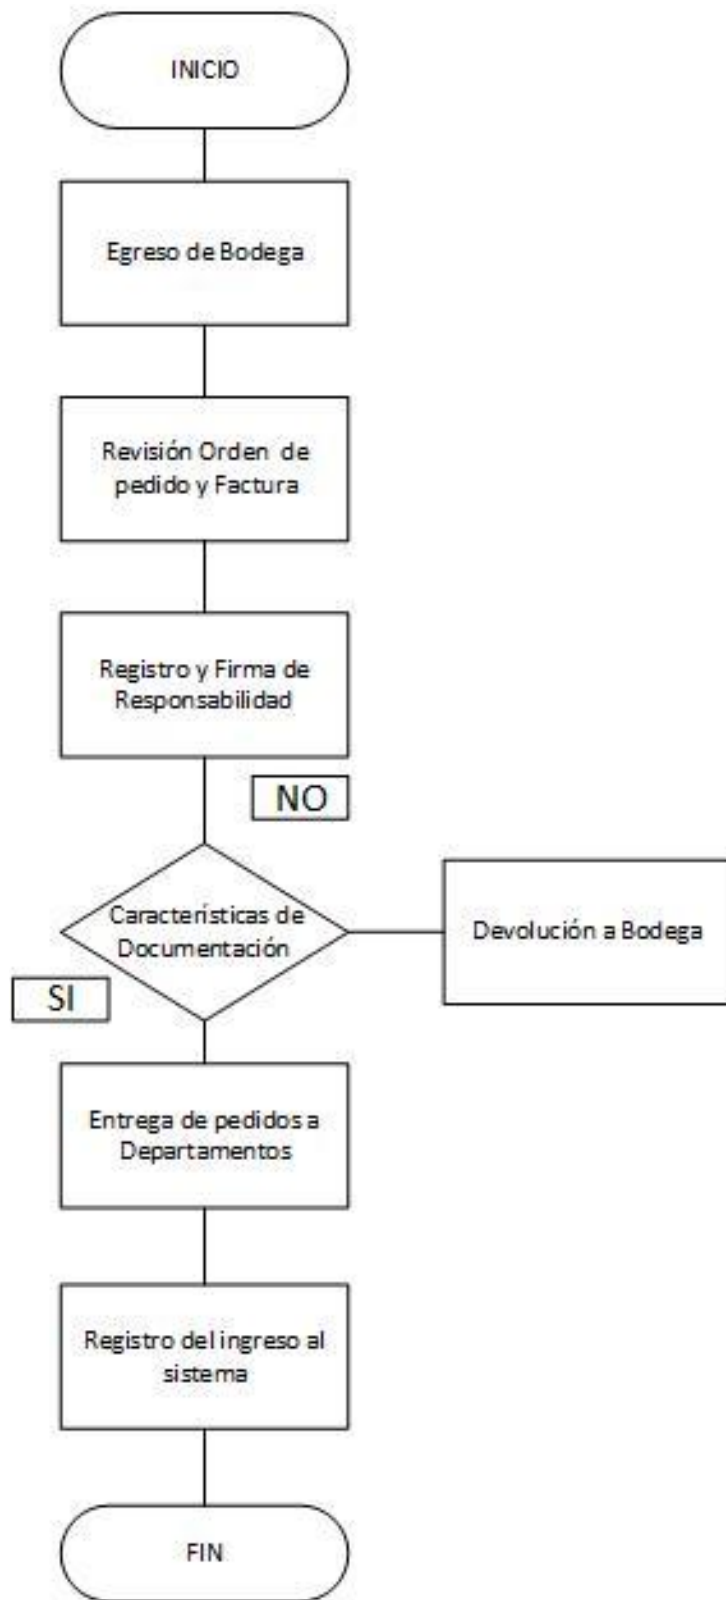 INICIO
Egreso de Bodega
Revisión Orden de
pedido y Factura
Registro y Firma de
Responsabilidad
NO
Características de
Documentación
Devolución a Bodega
SI
Entrega de pedidos a
Departamentos
Registro del ingreso al
sistema
FIN